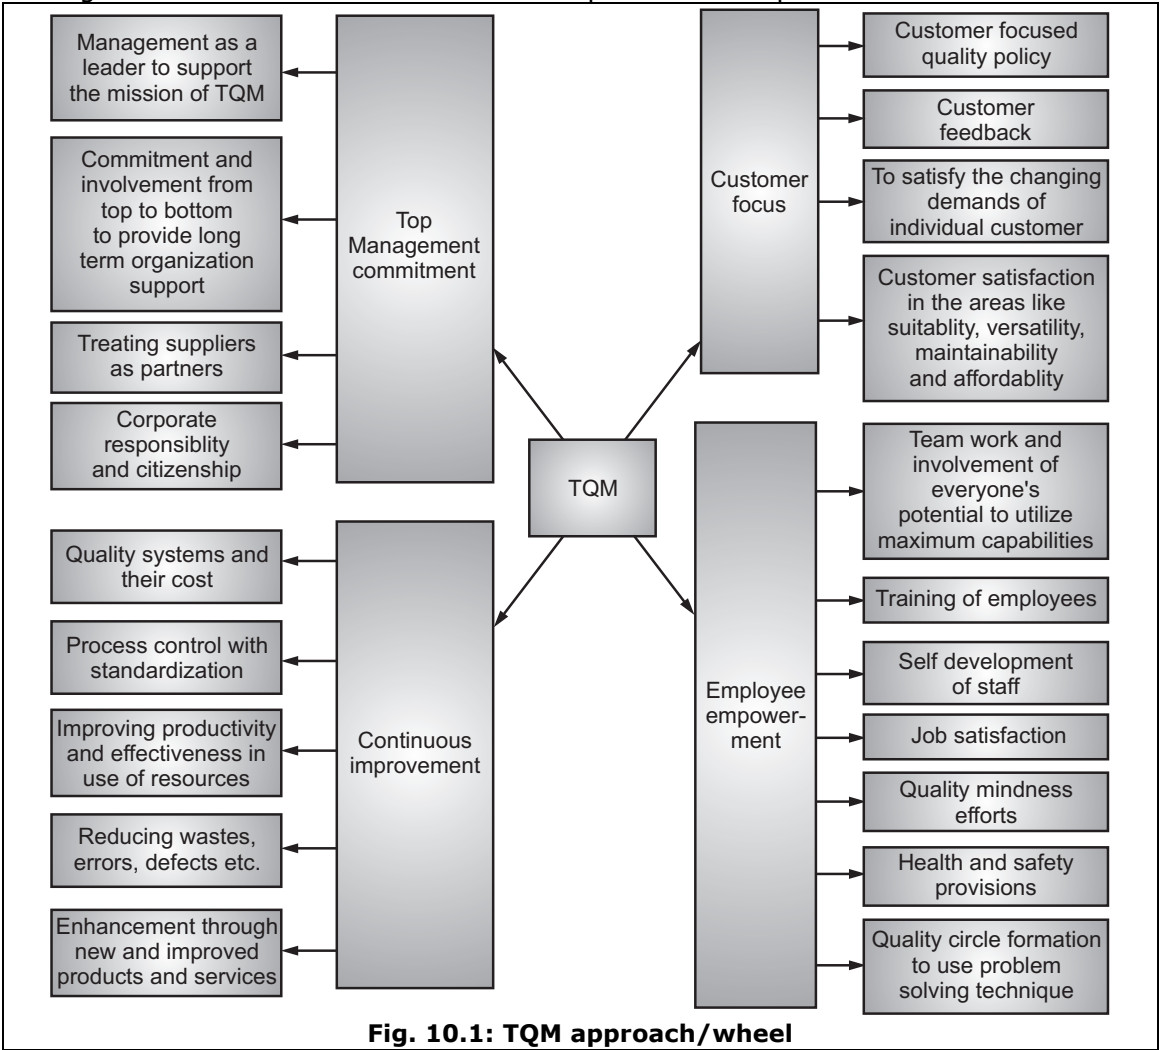 Management as a
leader to support
the mission of TQM
Commitment and
involvement from
top to bottom
to provide long
term organization
support
Treating suppliers
as partners
Corporate
responsiblity
and citizenship
Top
Management
commitment
Quality systems and
their cost
Process control with
standardization
Improving productivity
and effectiveness in
use of resources
Reducing wastes,
errors, defects etc.
Enhancement through
new and improved
products and services
Continuous
improvement
TQM
Customer
focus
Customer focused
quality policy
Customer
feedback
To satisfy the changing
demands of
individual customer
Customer satisfaction
in the areas like
suitablity, versatility,
maintainability
and affordablity
Employee
empower-
ment
Team work and
involvement of
everyone's
potential to utilize
maximum capabilities
Training of employees
Self development
of staff
Job satisfaction
Quality mindness
efforts
Health and safety
provisions
Quality circle formation
to use problem
solving technique
Fig. 10.1: TQM approach/wheel